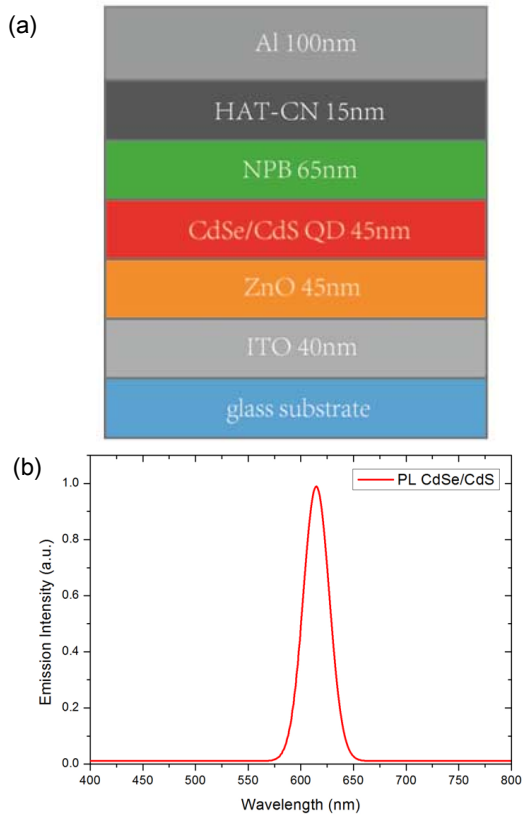 (a)
Al 100nm
HAT-CN 15nm
NPB 65nm
CdSe/CdS QD 45nm
ZnO 45nm
ITO 40nm
glass substrate
(b)
PL CdSe/CdS
1.0
0.8
0.6
0.4
0.2
0.0
Emission Intensity (a.u.)
400 450 500 550 600 650 700 750 800
Wavelength (nm)